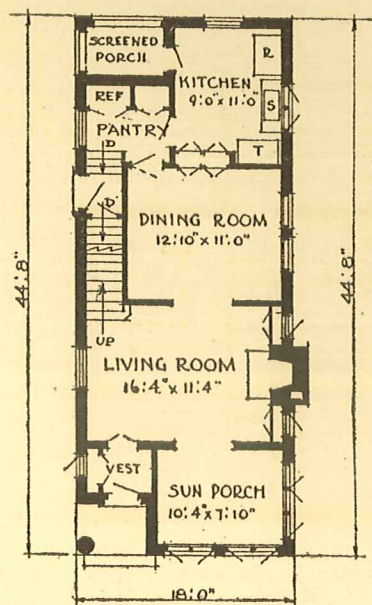 SCREENED
PORCH
KITCHEN
9'-0" x 11'-0"
R
REF
S
PANTRY
D
T
DINING ROOM
12'-10" x 11'-0"
D
44'-8"
44'-8"
UP
LIVING ROOM
16'-4" x 11'-4"
VEST
SUN PORCH
10'-4" x 7'-10"
18'-0"